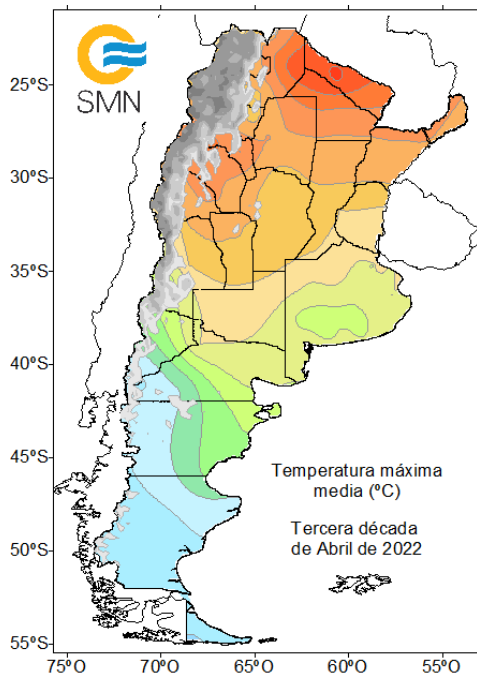 SMN
25°S
30°S
35°S
40°S
45°S
50°S
55°S
Temperatura máxima
media (ºC)
Tercera década
de Abril de 2022
75°O
70°O
65°O
60°O
55°O